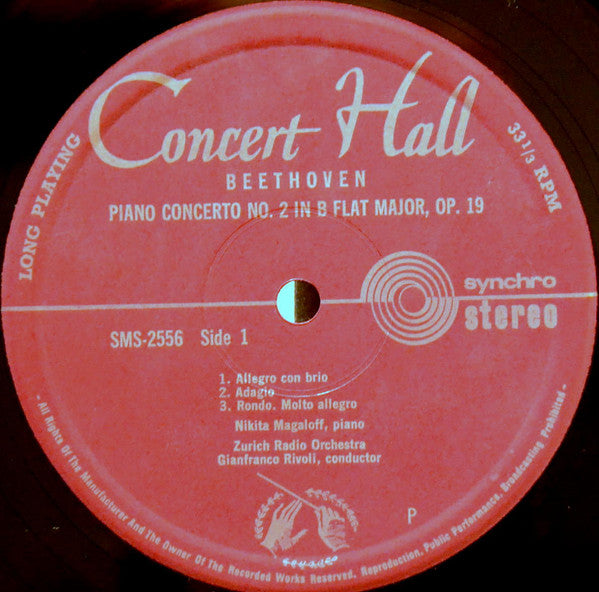 Concert Hall
LONG PLAYING
33 1/3 RPM
BEETHOVEN
PIANO CONCERTO NO. 2 IN B FLAT MAJOR, OP. 19
synchro
stereo
SMS-2556 Side 1
1. Allegro con brio
2. Adagio
3. Rondo. Molto allegro
Nikita Magaloff, piano
Zurich Radio Orchestra
Gianfranco Rivoli, conductor
P
- All Rights Of The Manufacturer And The Owner Of The Recorded Works Reserved. Reproduction, Public Performance, Broadcasting Prohibited -